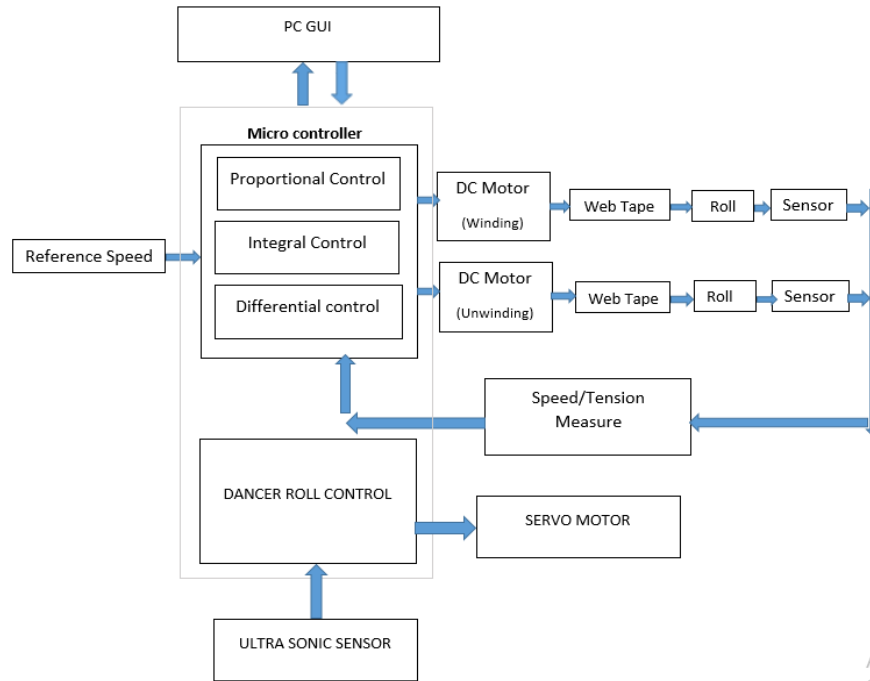 PC GUI
Micro controller
Proportional Control
Integral Control
Differential control
Reference Speed
DC Motor
(Winding)
Web Tape
Roll
Sensor
DC Motor
(Unwinding)
Web Tape
Roll
Sensor
Speed/Tension
Measure
DANCER ROLL CONTROL
SERVO MOTOR
ULTRA SONIC SENSOR